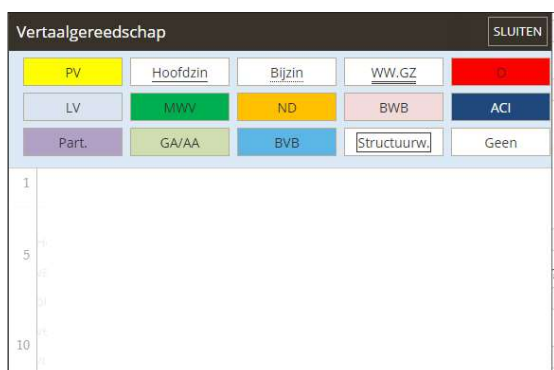 Vertaalgereedschap SLUITEN
PV Hoofdzin Bijzin WW.GZ O
LV MWV ND BWB ACI
Part. GA/AA BVB Structuurw. Geen
1
5
10